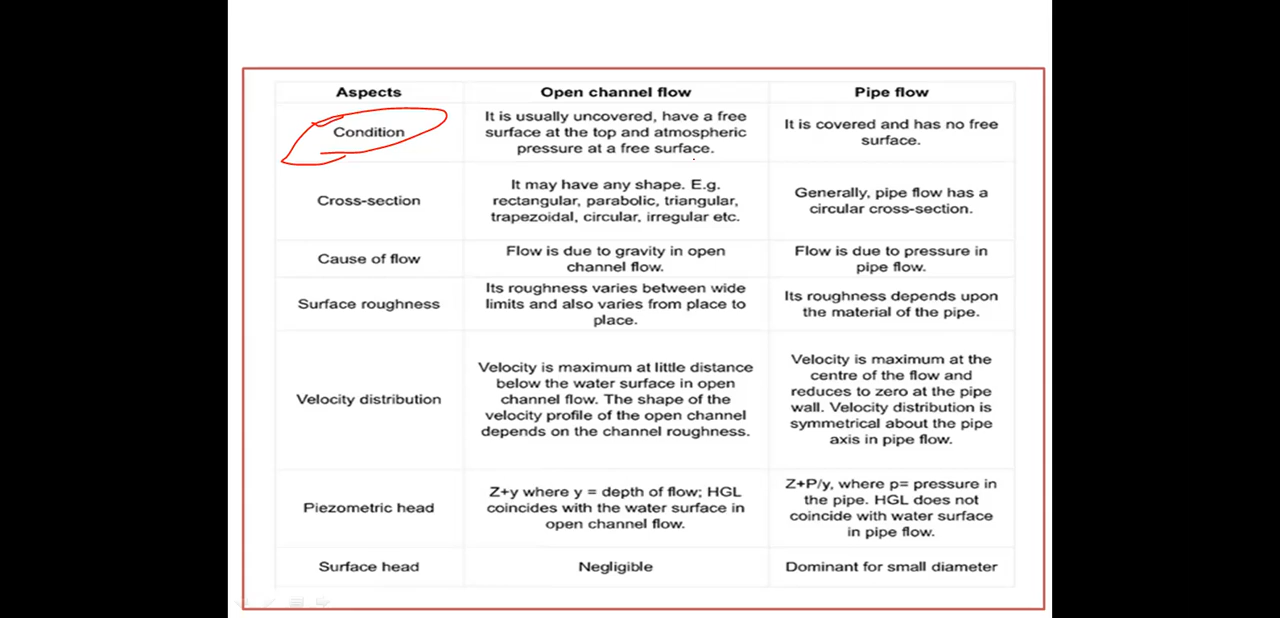 Aspects Open channel flow Pipe flow
Condition
It is usually uncovered, have a free
surface at the top and atmospheric
pressure at a free surface.
It is covered and has no free
surface.
Cross-section
It may have any shape. E.g.
rectangular, parabolic, triangular,
trapezoidal, circular, irregular etc.
Generally, pipe flow has a
circular cross-section.
Cause of flow
Flow is due to gravity in open
channel flow.
Flow is due to pressure in
pipe flow.
Surface roughness
Its roughness varies between wide
limits and also varies from place to
place.
Its roughness depends upon
the material of the pipe.
Velocity distribution
Velocity is maximum at little distance
below the water surface in open
channel flow. The shape of the
velocity profile of the open channel
depends on the channel roughness.
Velocity is maximum at the
centre of the flow and
reduces to zero at the pipe
wall. Velocity distribution is
symmetrical about the pipe
axis in pipe flow.
Piezometric head
Z+y where y = depth of flow; HGL
coincides with the water surface in
open channel flow.
Z+P/y, where p= pressure in
the pipe. HGL does not
coincide with water surface
in pipe flow.
Surface head
Negligible
Dominant for small diameter